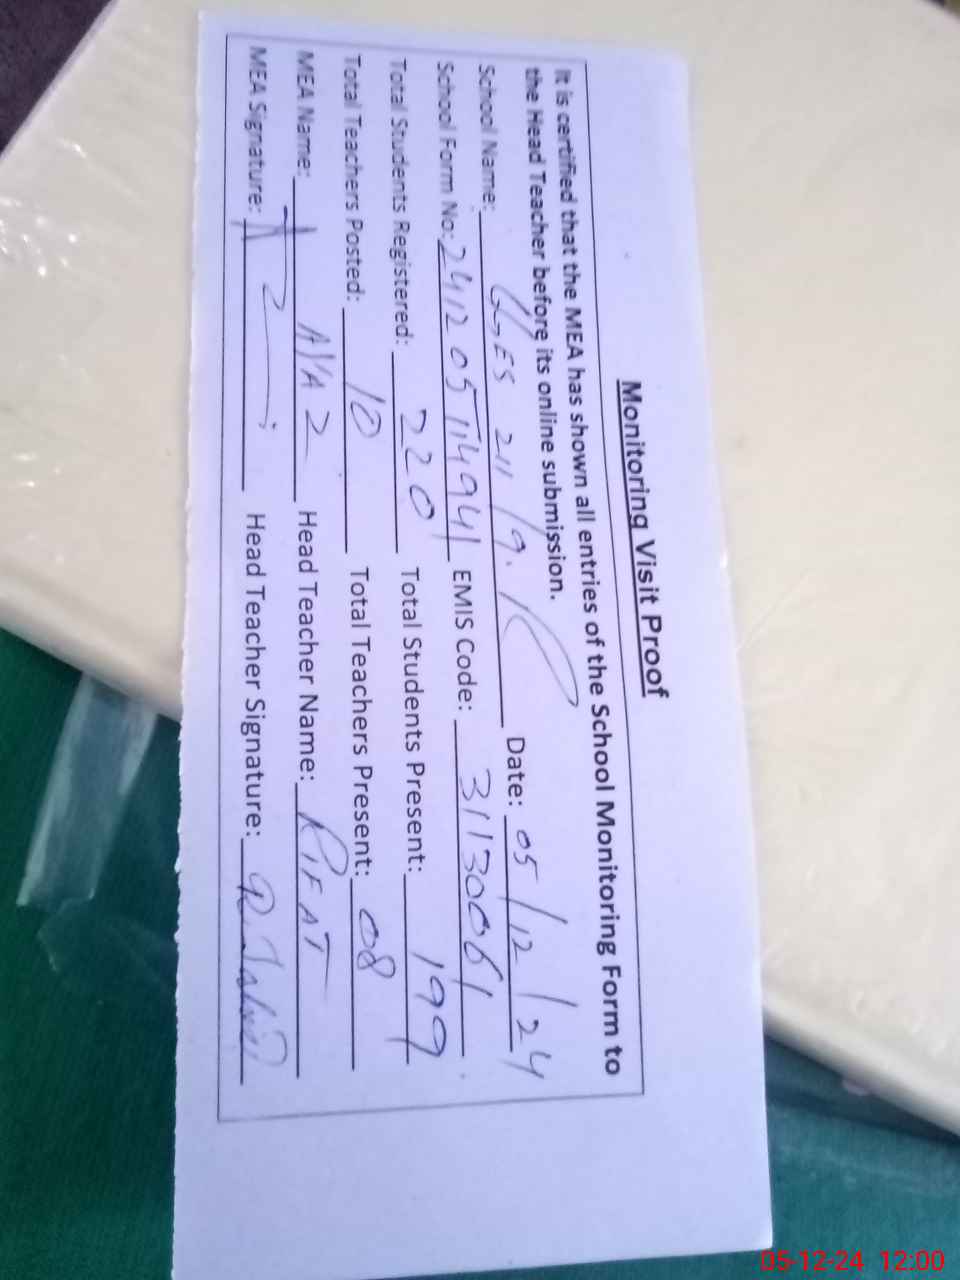 Monitoring Visit Proof
It is certified that the MEA has shown all entries of the School Monitoring Form to
the Head Teacher before its online submission.
School Name: GGES 211 / 9. R Date: 05/12/24
School Form No: 241205114941 EMIS Code: 31130061
Total Students Registered: 220 Total Students Present: 199
Total Teachers Posted: 10 Total Teachers Present: 08
MEA Name: Head Teacher Name: RIFAT
MEA Signature: Head Teacher Signature:
05-12-24 12:00